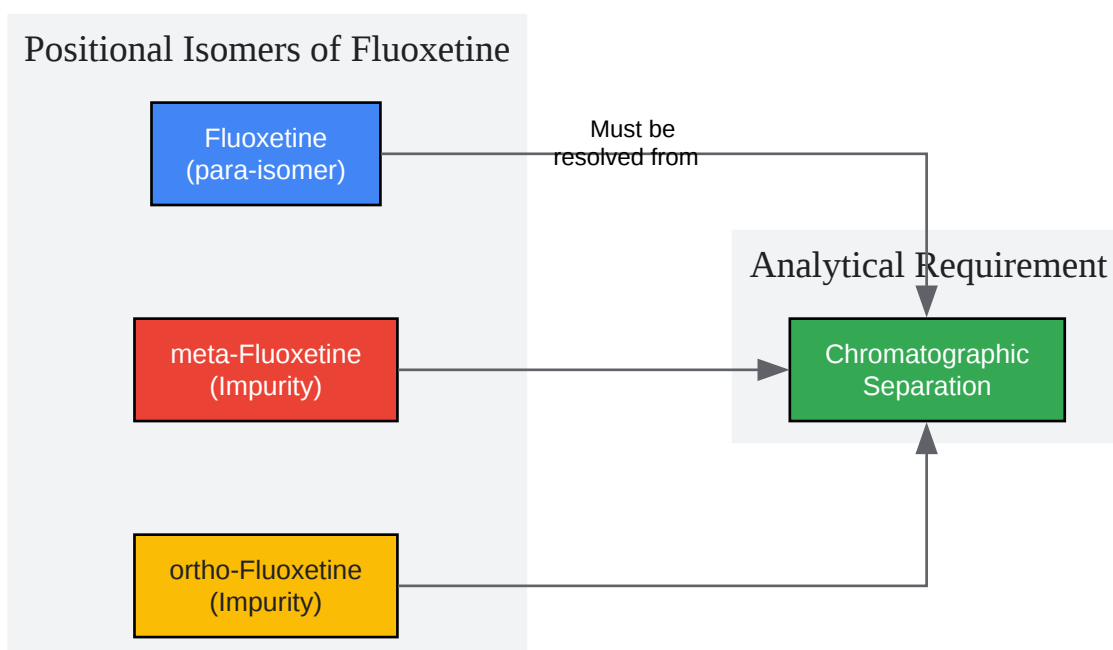 Positional Isomers of Fluoxetine
Fluoxetine
(para-isomer)
Must be
resolved from
Analytical Requirement
meta-Fluoxetine
(Impurity)
Chromatographic
Separation
ortho-Fluoxetine
(Impurity)